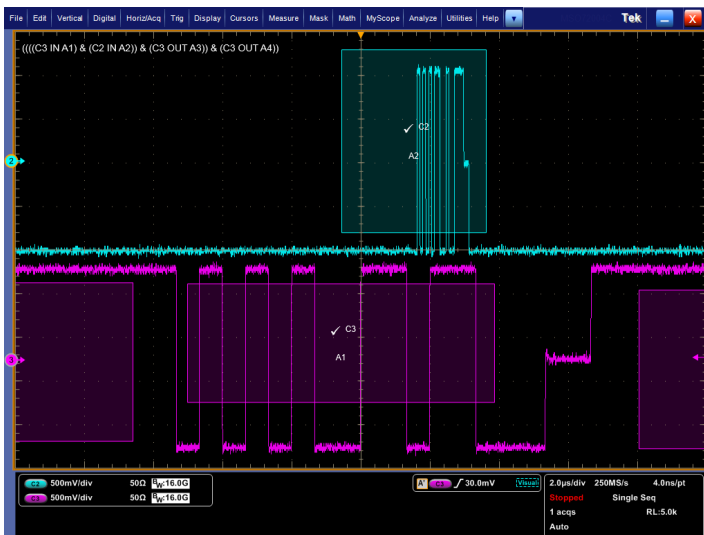 File Edit Vertical Digital Horiz/Acq Trig Display Cursors Measure Mask Math MyScope Analyze Utilities Help Tek X
((((C3 IN A1) & (C2 IN A2)) & (C3 OUT A3)) & (C3 OUT A4))
C2
A2
2
C3
A1
3
C2 500mV/div 50Ω BW:16.0G
C3 500mV/div 50Ω BW:16.0G
A' C3 30.0mV Visual
2.0µs/div 250MS/s 4.0ns/pt
Stopped Single Seq
1 acqs RL:5.0k
Auto